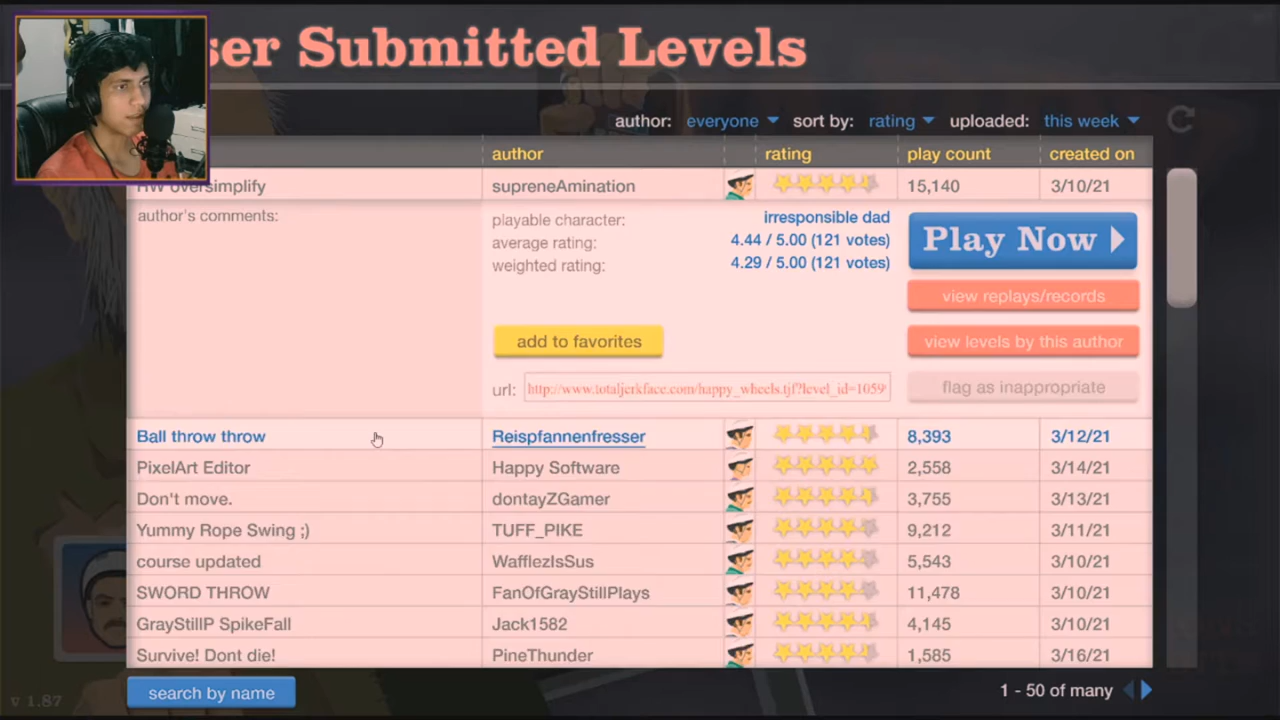 ser Submitted Levels
author: everyone sort by: rating uploaded: this week
author rating play count created on
HW oversimplify supreneAmination 15,140 3/10/21
author's comments:
playable character: irresponsible dad
average rating: 4.44 / 5.00 (121 votes)
weighted rating: 4.29 / 5.00 (121 votes)
Play Now
view replays/records
add to favorites
view levels by this author
url: http://www.totaljerkface.com/happy_wheels.tjf?level_id=1059
flag as inappropriate
Ball throw throw Reispfannenfresser 8,393 3/12/21
PixelArt Editor Happy Software 2,558 3/14/21
Don't move. dontayZGamer 3,755 3/13/21
Yummy Rope Swing ;) TUFF_PIKE 9,212 3/11/21
course updated WafflezIsSus 5,543 3/10/21
SWORD THROW FanOfGrayStillPlays 11,478 3/10/21
GrayStillP SpikeFall Jack1582 4,145 3/10/21
Survive! Dont die! PineThunder 1,585 3/16/21
search by name
1 - 50 of many
v 1.87